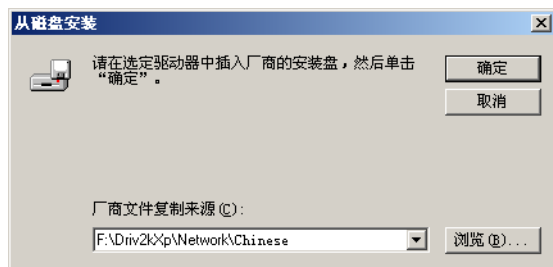 从磁盘安装
请在选定驱动器中插入厂商的安装盘，然后单击
“确定”。
确定
取消
厂商文件复制来源(C):
F:\Driv2kXp\Network\Chinese
浏览(B)...